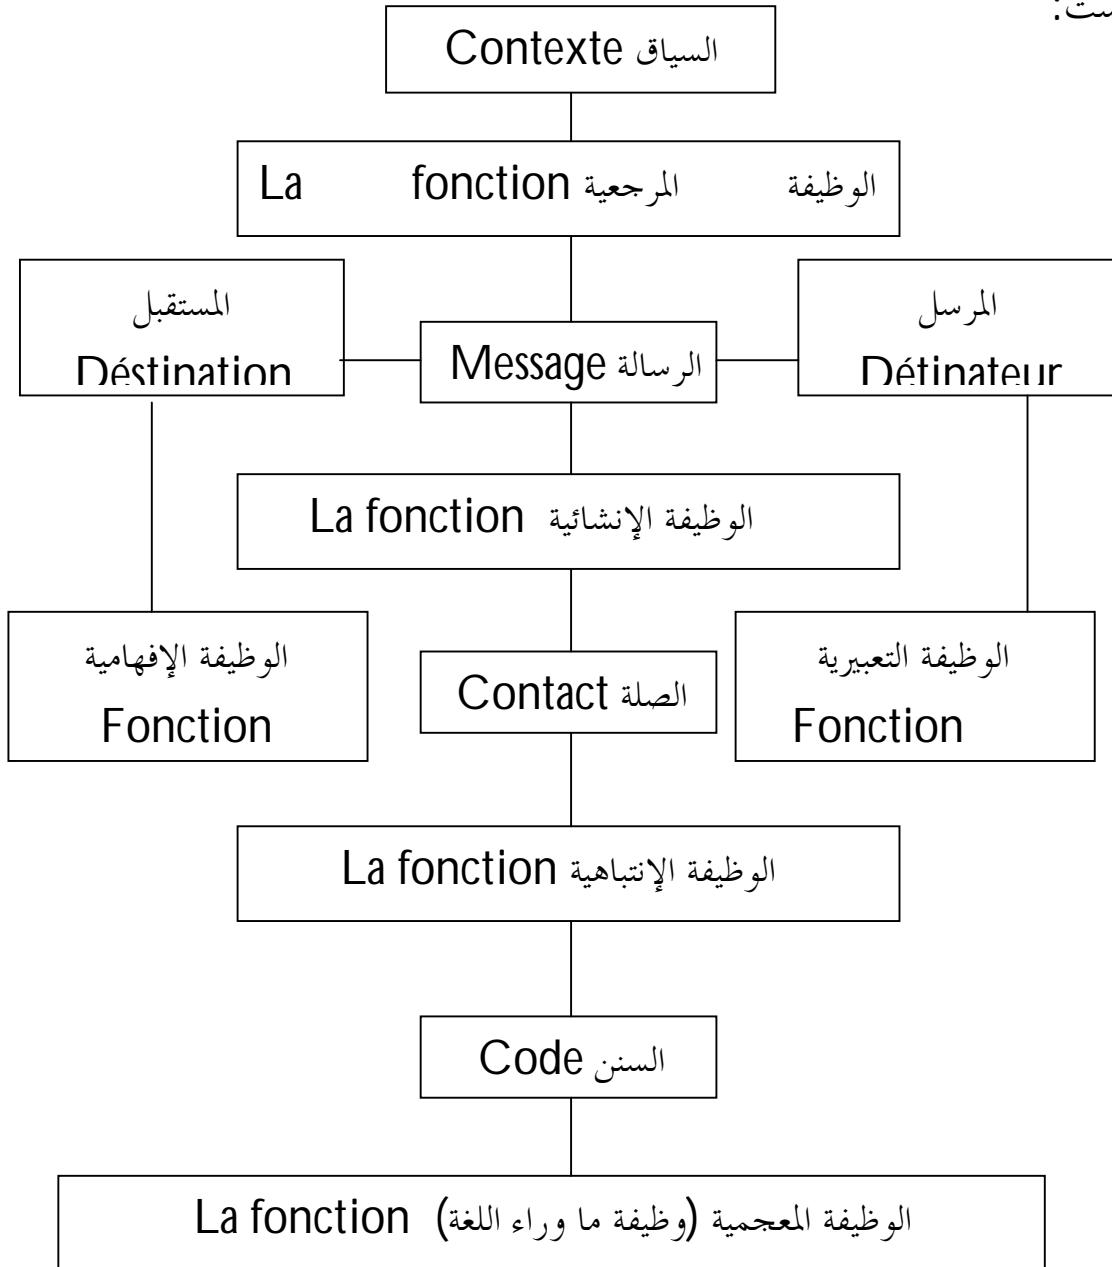 ست:
السياق Contexte
الوظيفة المرجعية La fonction
المرسل
Détinateur
الرسالة Message
المستقبل
Déstination
الوظيفة الإنشائية La fonction
الوظيفة التعبيرية
Fonction
الصلة Contact
الوظيفة الإفهامية
Fonction
الوظيفة الإنتباهية La fonction
السنن Code
الوظيفة المعجمية (وظيفة ما وراء اللغة) La fonction